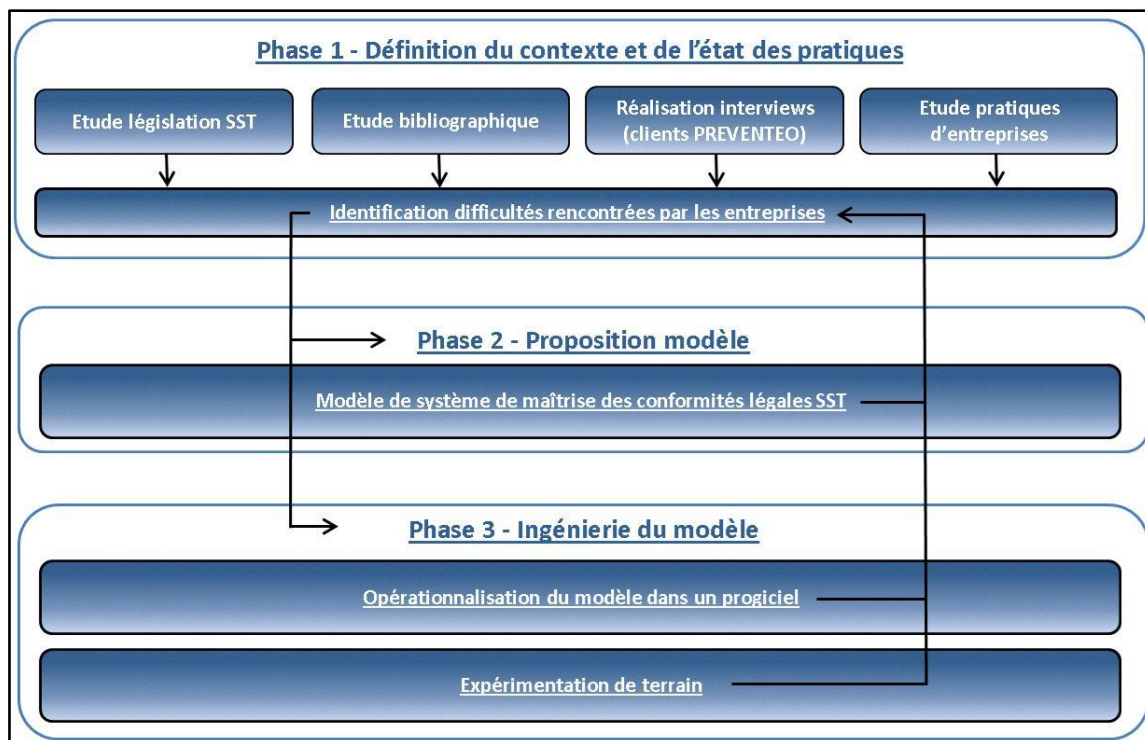 Phase 1 - Définition du contexte et de l'état des pratiques
Etude législation SST
Etude bibliographique
Réalisation interviews
(clients PREVENTEO)
Etude pratiques
d'entreprises
Identification difficultés rencontrées par les entreprises
Phase 2 - Proposition modèle
Modèle de système de maîtrise des conformités légales SST
Phase 3 - Ingénierie du modèle
Opérationnalisation du modèle dans un progiciel
Expérimentation de terrain